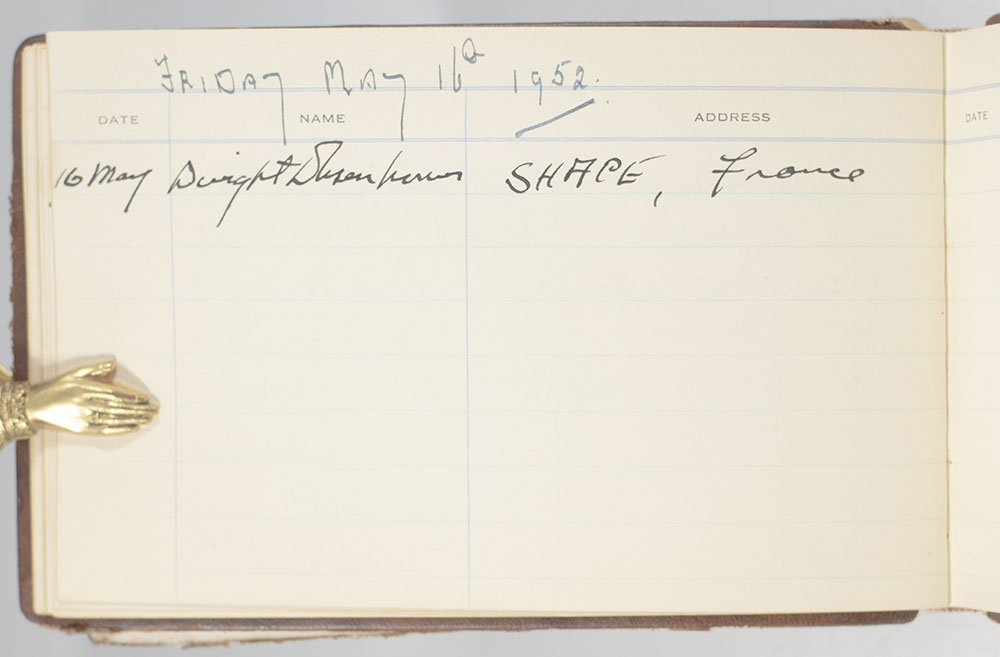 FRIDAY MAY 16th 1952.
DATE NAME ADDRESS DATE
16 May Dwight Eisenhower SHAPE, France